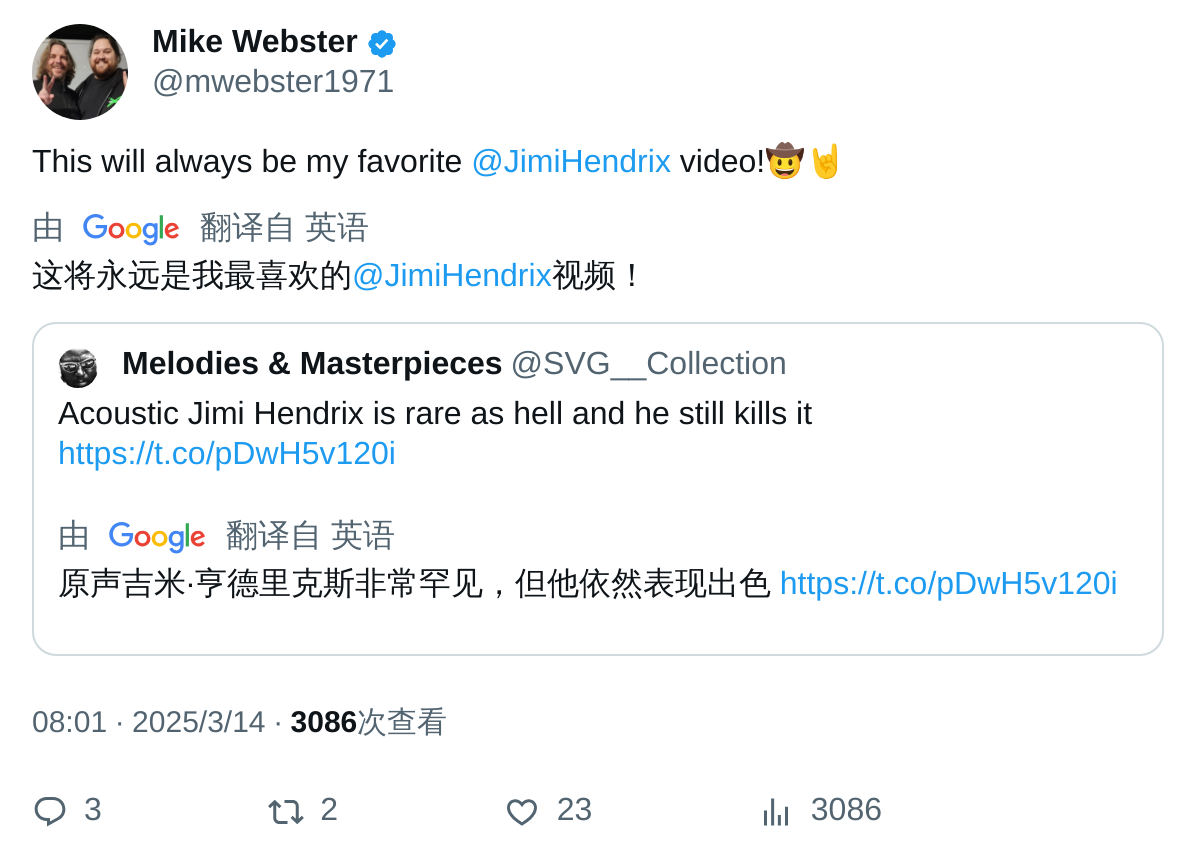 Mike Webster
@mwebster1971
This will always be my favorite @JimiHendrix video!🤠🤘
由 Google 翻译自 英语
这将永远是我最喜欢的@JimiHendrix视频！
Melodies & Masterpieces @SVG__Collection
Acoustic Jimi Hendrix is rare as hell and he still kills it
https://t.co/pDwH5v120i
由 Google 翻译自 英语
原声吉米·亨德里克斯非常罕见，但他依然表现出色 https://t.co/pDwH5v120i
08:01 · 2025/3/14 · 3086次查看
3 2 23 3086